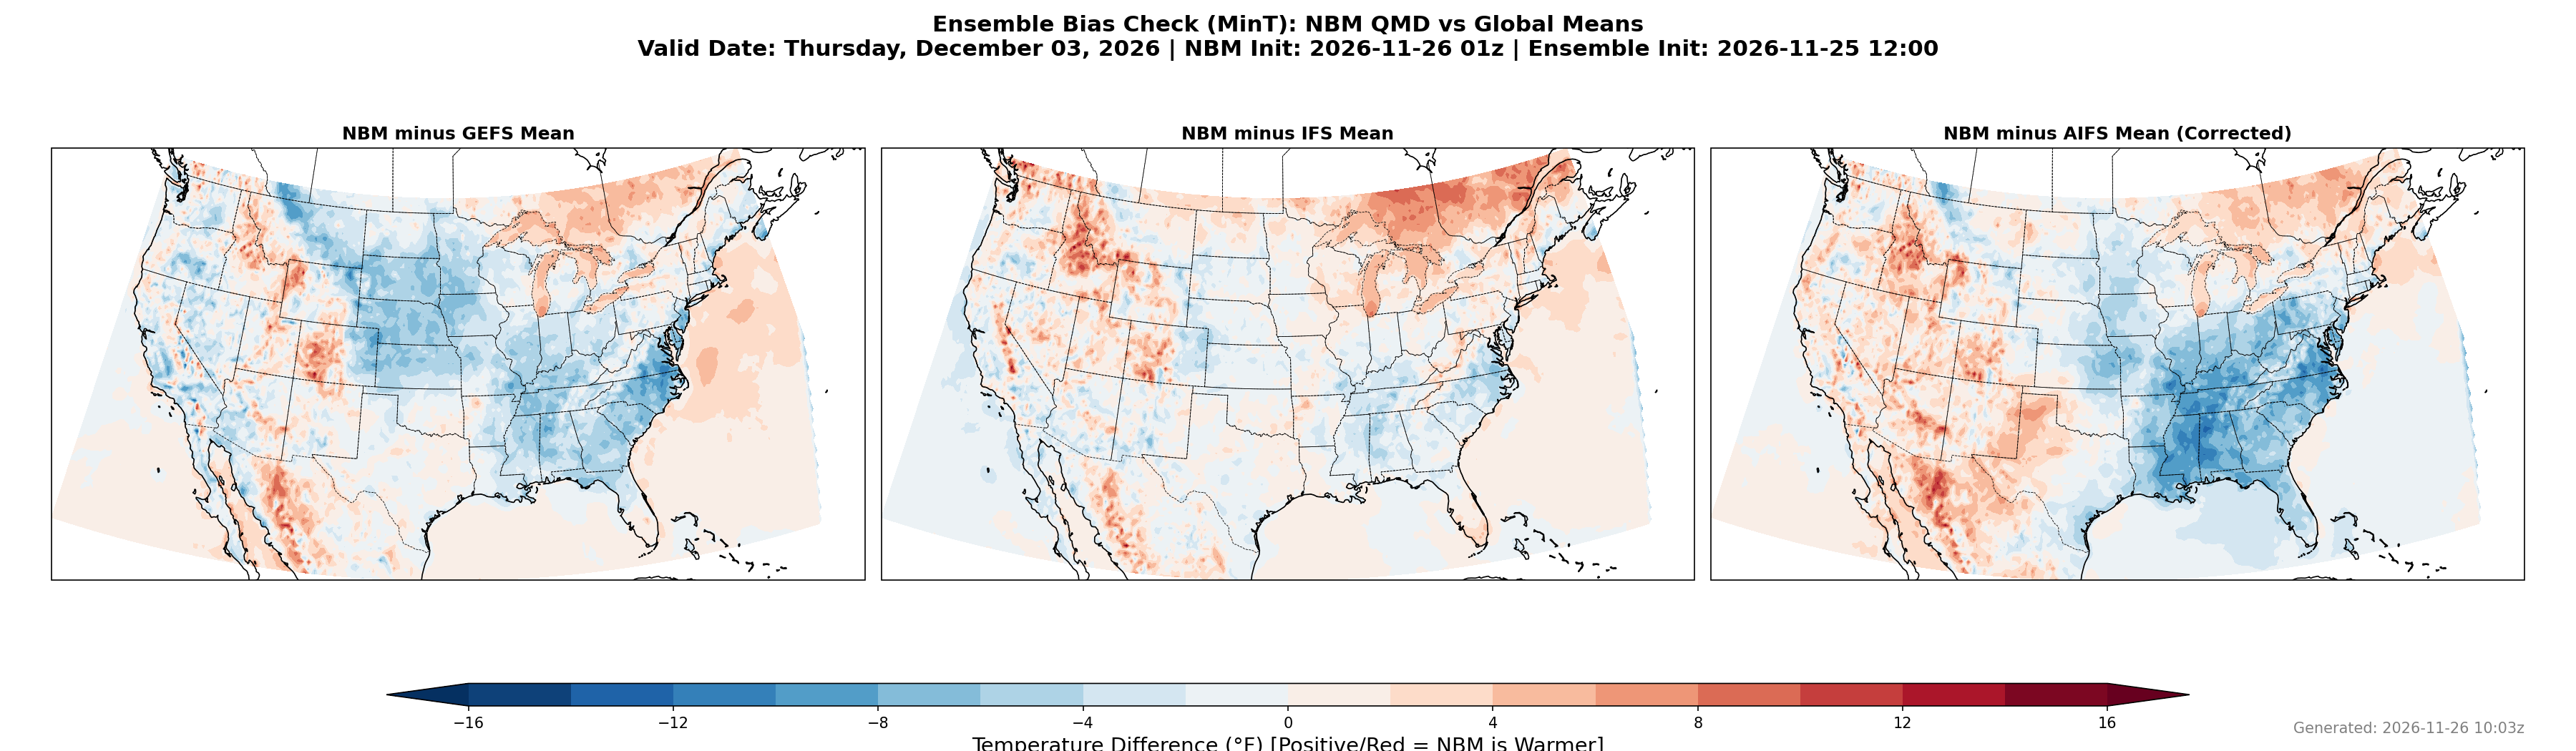 Ensemble Bias Check (MinT): NBM QMD vs Global Means
Valid Date: Thursday, December 03, 2026 | NBM Init: 2026-11-26 01z | Ensemble Init: 2026-11-25 12:00
NBM minus GEFS Mean
NBM minus IFS Mean
NBM minus AIFS Mean (Corrected)
−16
−12
−8
−4
0
4
8
12
16
Generated: 2026-11-26 10:03z
Temperature Difference (°F) [Positive/Red = NBM is Warmer]